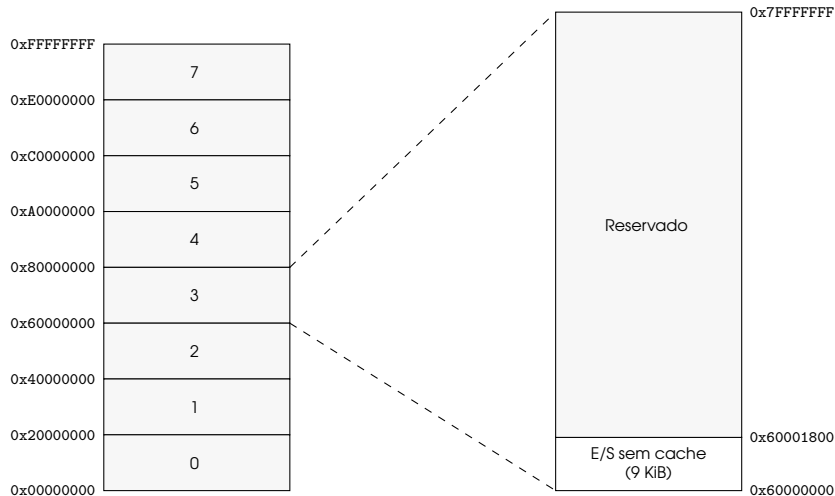 0xFFFFFFFF
7
0xE0000000
6
0xC0000000
5
0xA0000000
4
0x80000000
3
0x60000000
2
0x40000000
1
0x20000000
0
0x00000000
0x7FFFFFFF
Reservado
0x60001800
E/S sem cache
(9 KiB)
0x60000000